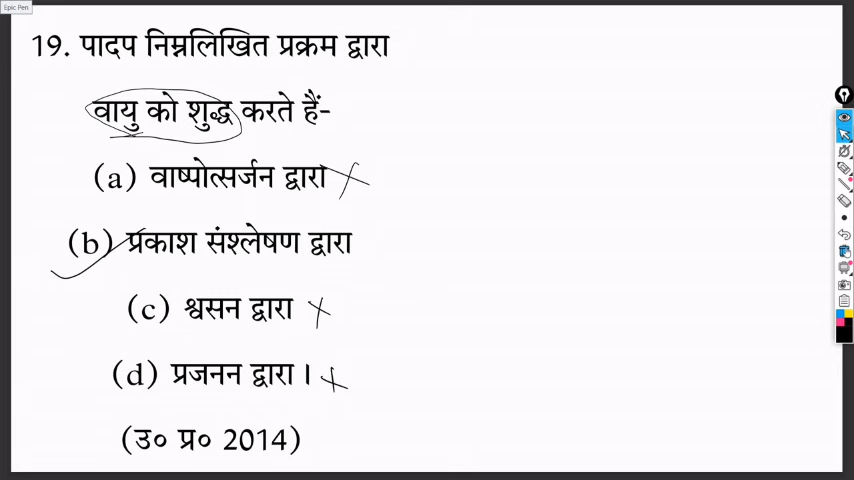 Epic Pen
19. पादप निम्नलिखित प्रक्रम द्वारा
वायु को शुद्ध करते हैं-
(a) वाष्पोत्सर्जन द्वारा
(b) प्रकाश संश्लेषण द्वारा
(c) श्वसन द्वारा
(d) प्रजनन द्वारा।
(उ० प्र० 2014)